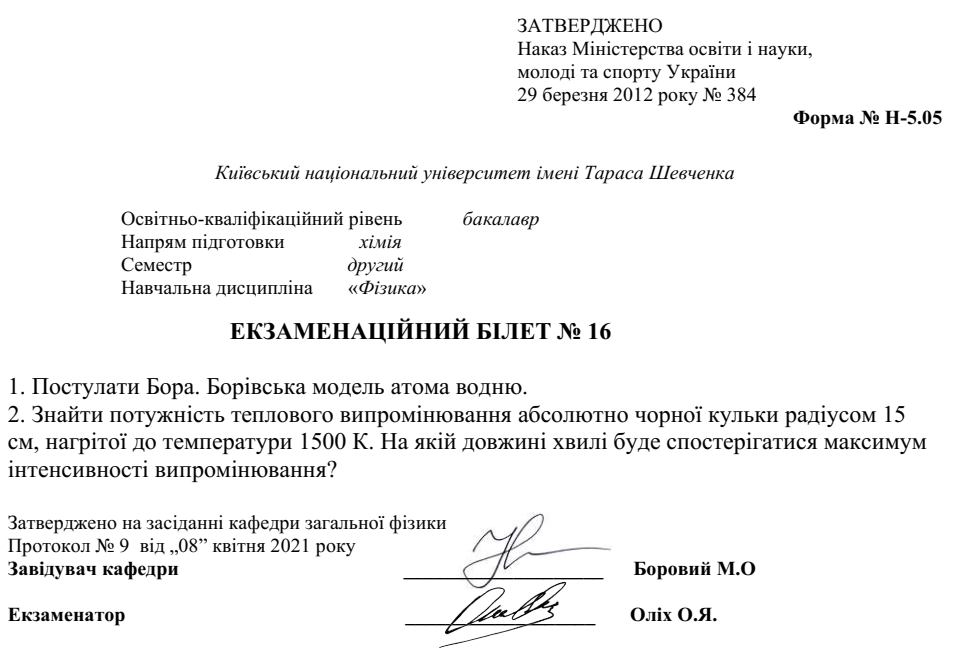 ЗАТВЕРДЖЕНО
Наказ Міністерства освіти і науки,
молоді та спорту України
29 березня 2012 року № 384
Форма № Н-5.05
Київський національний університет імені Тараса Шевченка
Освітньо-кваліфікаційний рівень бакалавр
Напрям підготовки хімія
Семестр другий
Навчальна дисципліна «Фізика»
ЕКЗАМЕНАЦІЙНИЙ БІЛЕТ № 16
1. Постулати Бора. Борівська модель атома водню.
2. Знайти потужність теплового випромінювання абсолютно чорної кульки радіусом 15
см, нагрітої до температури 1500 К. На якій довжині хвилі буде спостерігатися максимум
інтенсивності випромінювання?
Затверджено на засіданні кафедри загальної фізики
Протокол № 9 від „08” квітня 2021 року
Завідувач кафедри Боровий М.О
Екзаменатор Оліх О.Я.